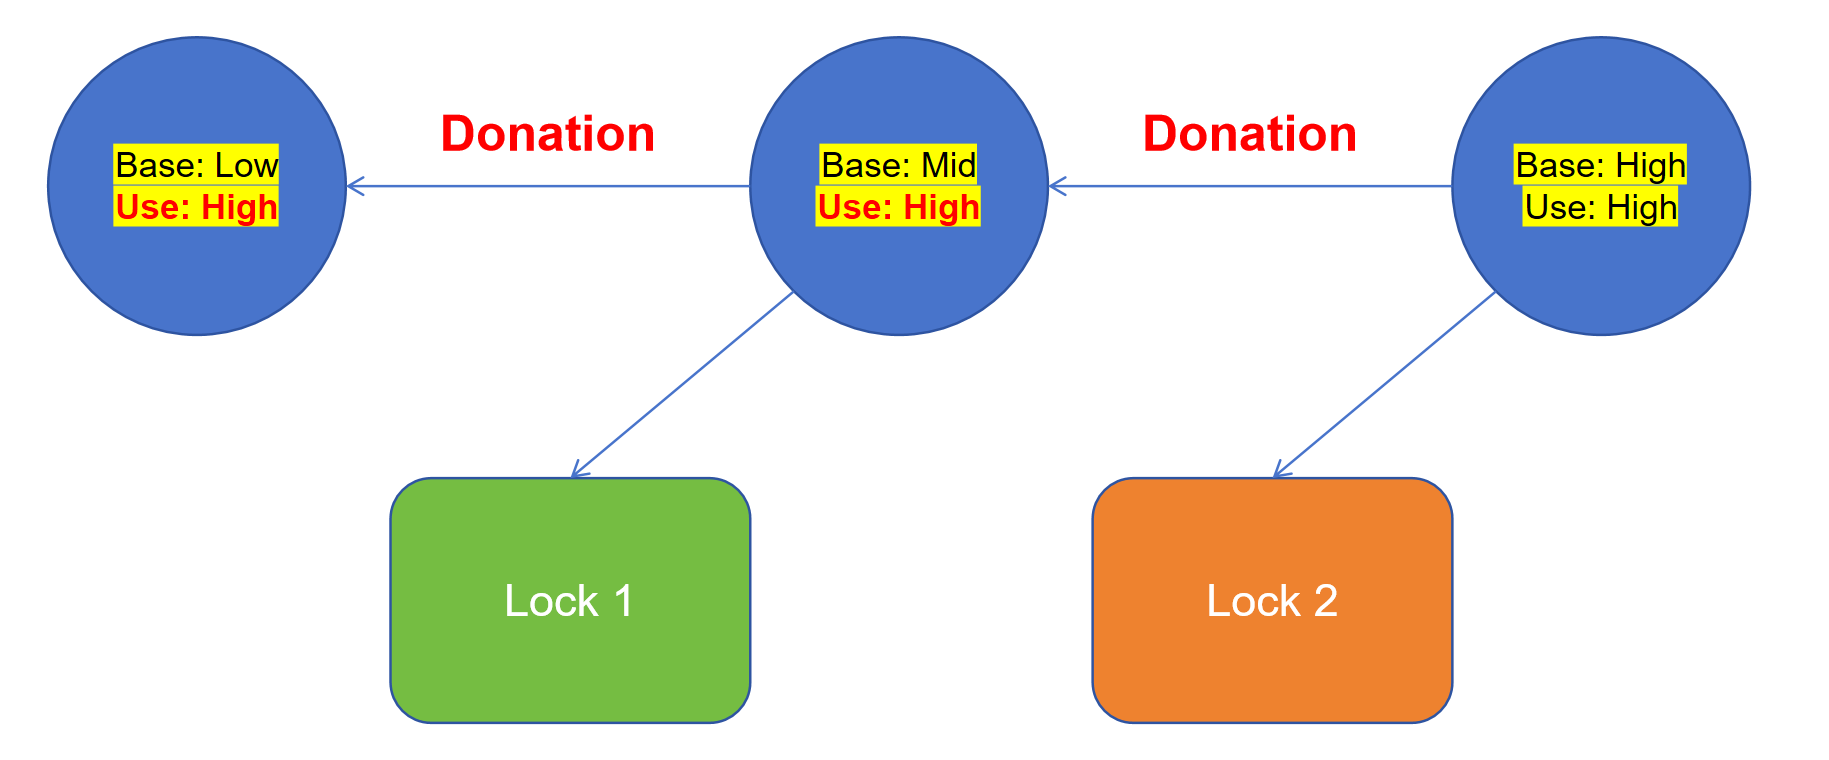 Donation
Donation
Base: Low
Use: High
Base: Mid
Use: High
Base: High
Use: High
Lock 1
Lock 2